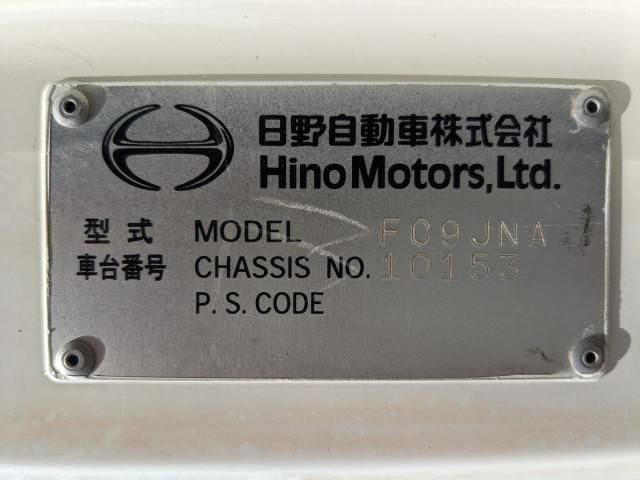 日野自動車株式会社
Hino Motors, Ltd.
型式 MODEL FC9JNA
車台番号 CHASSIS NO. 10153
P. S. CODE